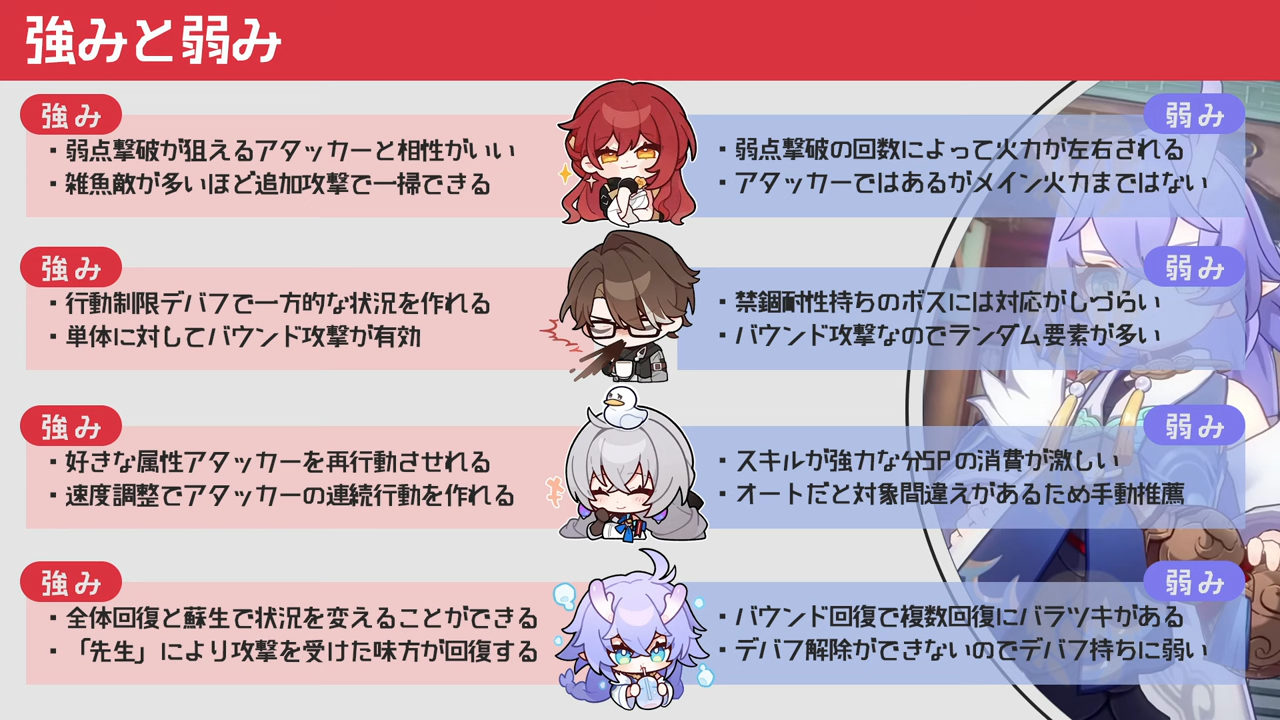 強みと弱み
強み
・弱点撃破が狙えるアタッカーと相性がいい
・雑魚敵が多いほど追加攻撃で一掃できる
弱み
・弱点撃破の回数によって火力が左右される
・アタッカーではあるがメイン火力まではない
強み
・行動制限デバフで一方的な状況を作れる
・単体に対してバウンド攻撃が有効
弱み
・禁錮耐性持ちのボスには対応がしづらい
・バウンド攻撃なのでランダム要素が多い
強み
・好きな属性アタッカーを再行動させれる
・速度調整でアタッカーの連続行動を作れる
弱み
・スキルが強力な分SPの消費が激しい
・オートだと対象間違えがあるため手動推薦
強み
・全体回復と蘇生で状況を変えることができる
・「先生」により攻撃を受けた味方が回復する
弱み
・バウンド回復で複数回復にバラツキがある
・デバフ解除ができないのでデバフ持ちに弱い